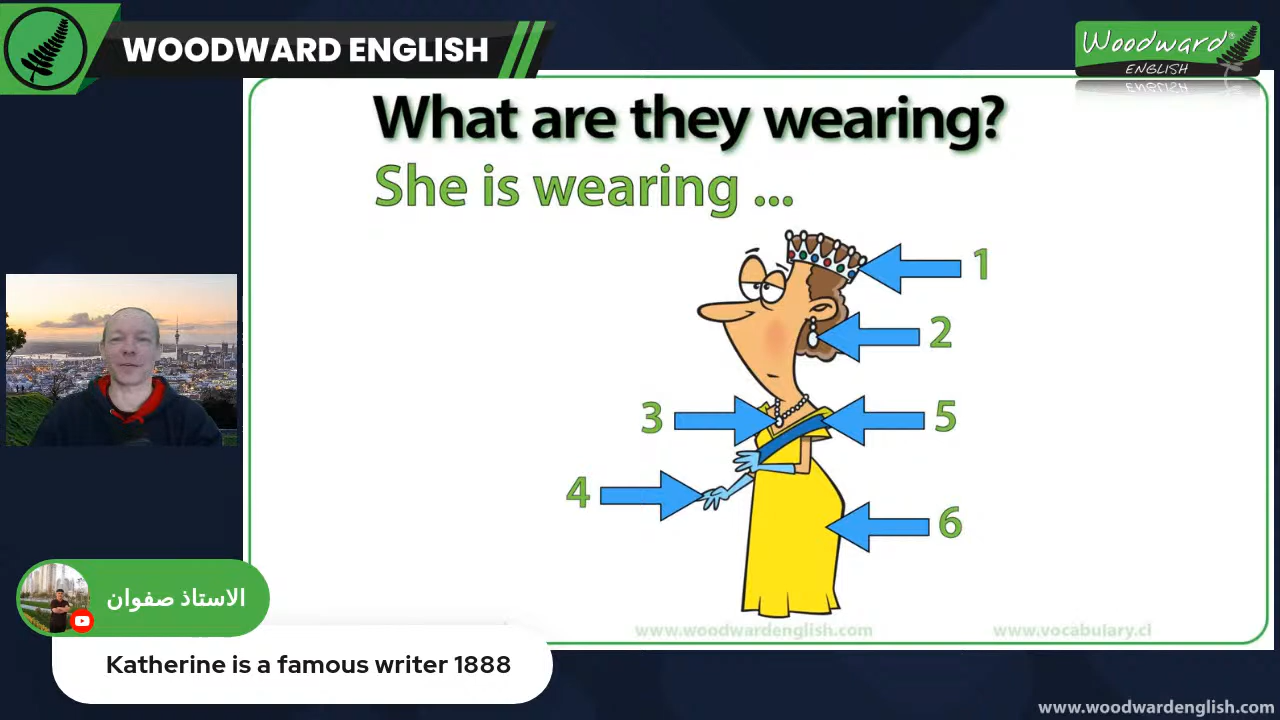 WOODWARD ENGLISH
Woodward®
ENGLISH
What are they wearing?
She is wearing ...
1
2
3
5
4
6
www.woodwardenglish.com
www.vocabulary.cl
الاستاذ صفوان
Katherine is a famous writer 1888
www.woodwardenglish.com